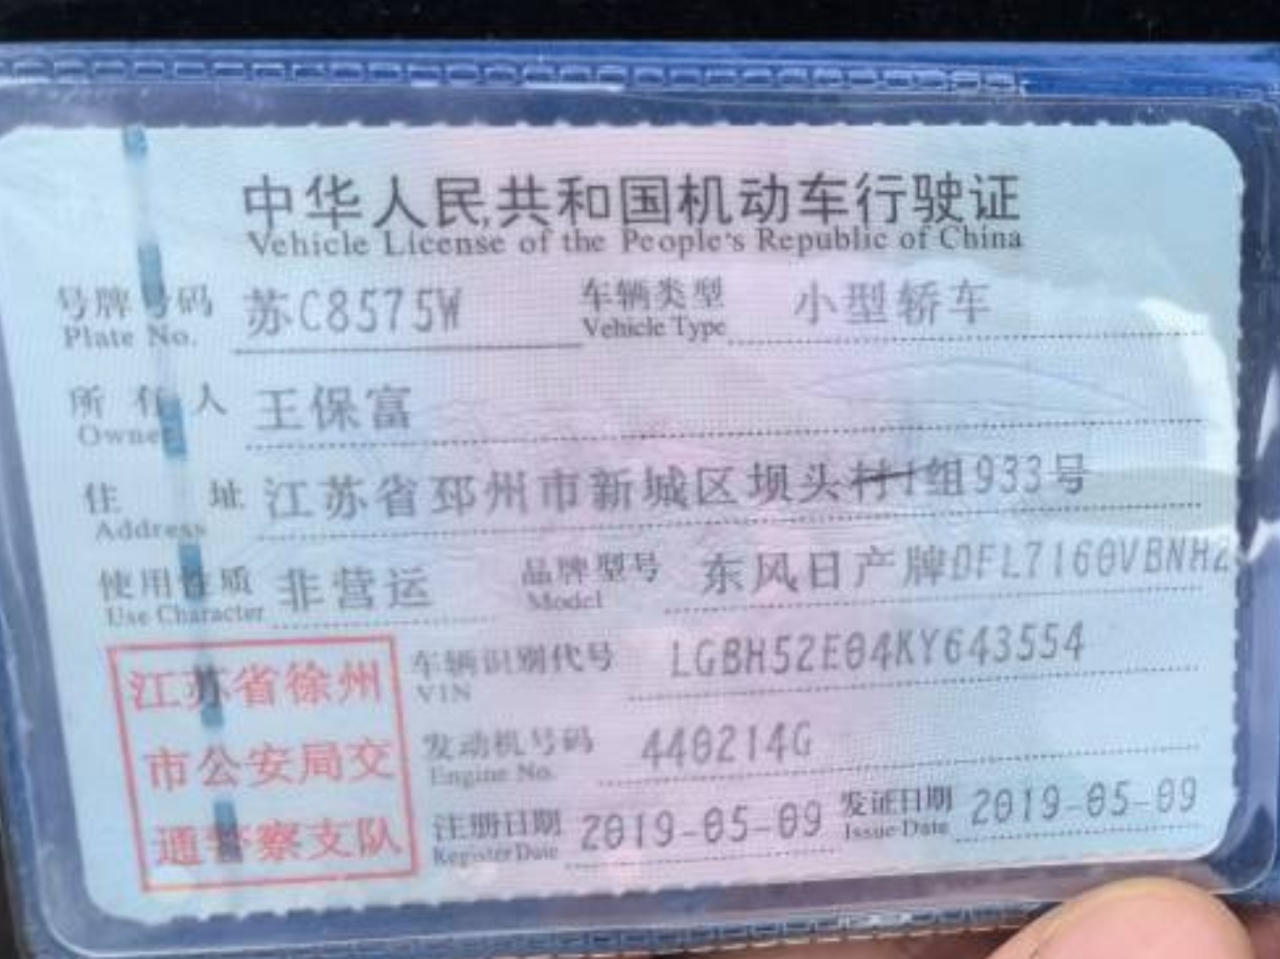 中华人民共和国机动车行驶证
Vehicle License of the People's Republic of China
号牌号码 苏C8575W 车辆类型 小型轿车
Plate No. Vehicle Type
所有人 王保富
Owner
住址 江苏省邳州市新城区坝头村1组933号
Address
使用性质 非营运 品牌型号 东风日产牌DFL7160VBNH2
Use Character Model
江苏省徐州
市公安局交
通警察支队
车辆识别代号 LGBH52E04KY643554
VIN
发动机号码 440214G
Engine No.
注册日期 2019-05-09 发证日期 2019-05-09
Register Date Issue Date